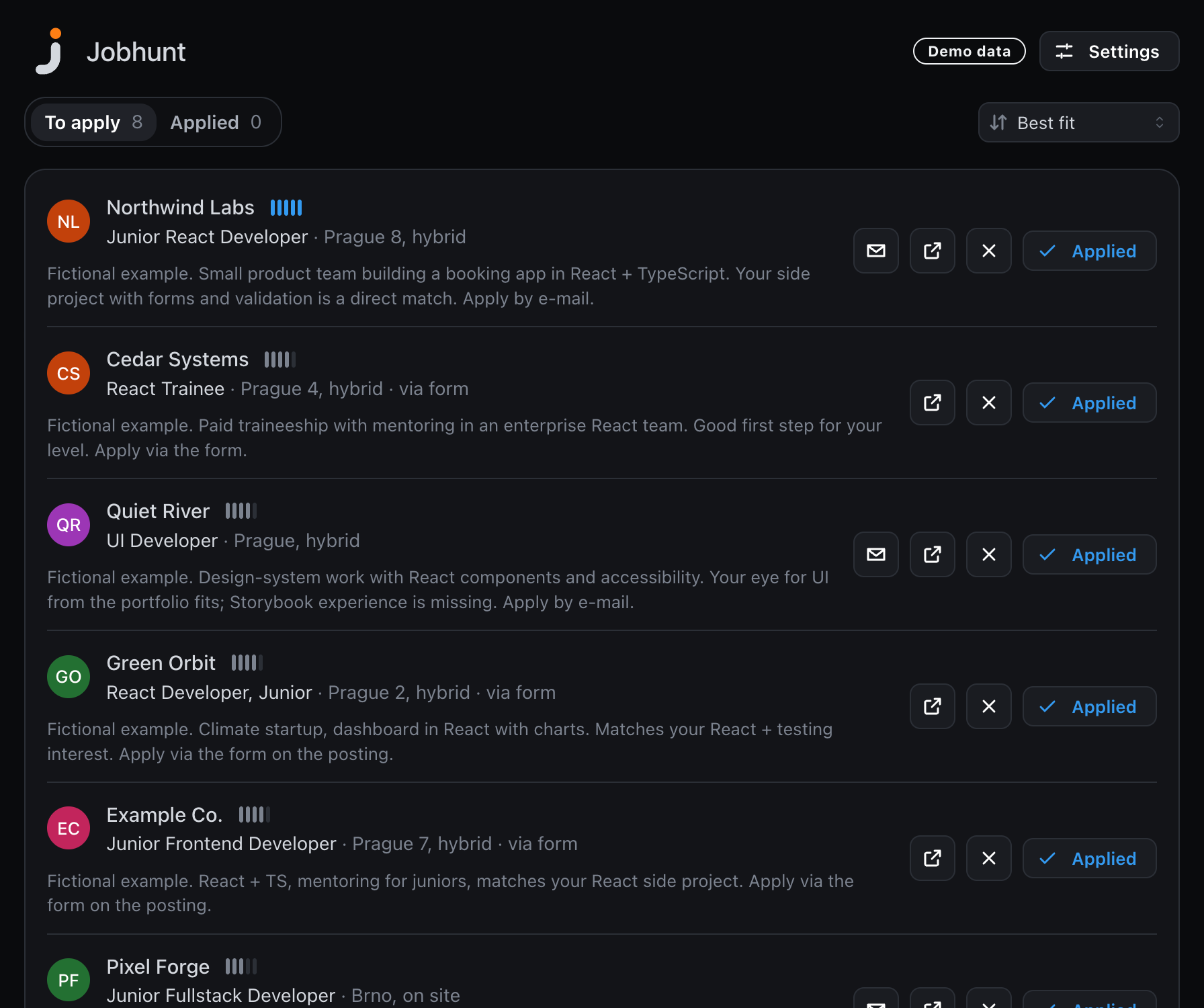 Jobhunt
Demo data
Settings
To apply 8
Applied 0
Best fit
NL
Northwind Labs
Junior React Developer · Prague 8, hybrid
Fictional example. Small product team building a booking app in React + TypeScript. Your side
project with forms and validation is a direct match. Apply by e-mail.
Applied
CS
Cedar Systems
React Trainee · Prague 4, hybrid · via form
Fictional example. Paid traineeship with mentoring in an enterprise React team. Good first step for your
level. Apply via the form.
Applied
QR
Quiet River
UI Developer · Prague, hybrid
Fictional example. Design-system work with React components and accessibility. Your eye for UI
from the portfolio fits; Storybook experience is missing. Apply by e-mail.
Applied
GO
Green Orbit
React Developer, Junior · Prague 2, hybrid · via form
Fictional example. Climate startup, dashboard in React with charts. Matches your React + testing
interest. Apply via the form on the posting.
Applied
EC
Example Co.
Junior Frontend Developer · Prague 7, hybrid · via form
Fictional example. React + TS, mentoring for juniors, matches your React side project. Apply via the
form on the posting.
Applied
PF
Pixel Forge
Junior Fullstack Developer · Brno, on site
Applied